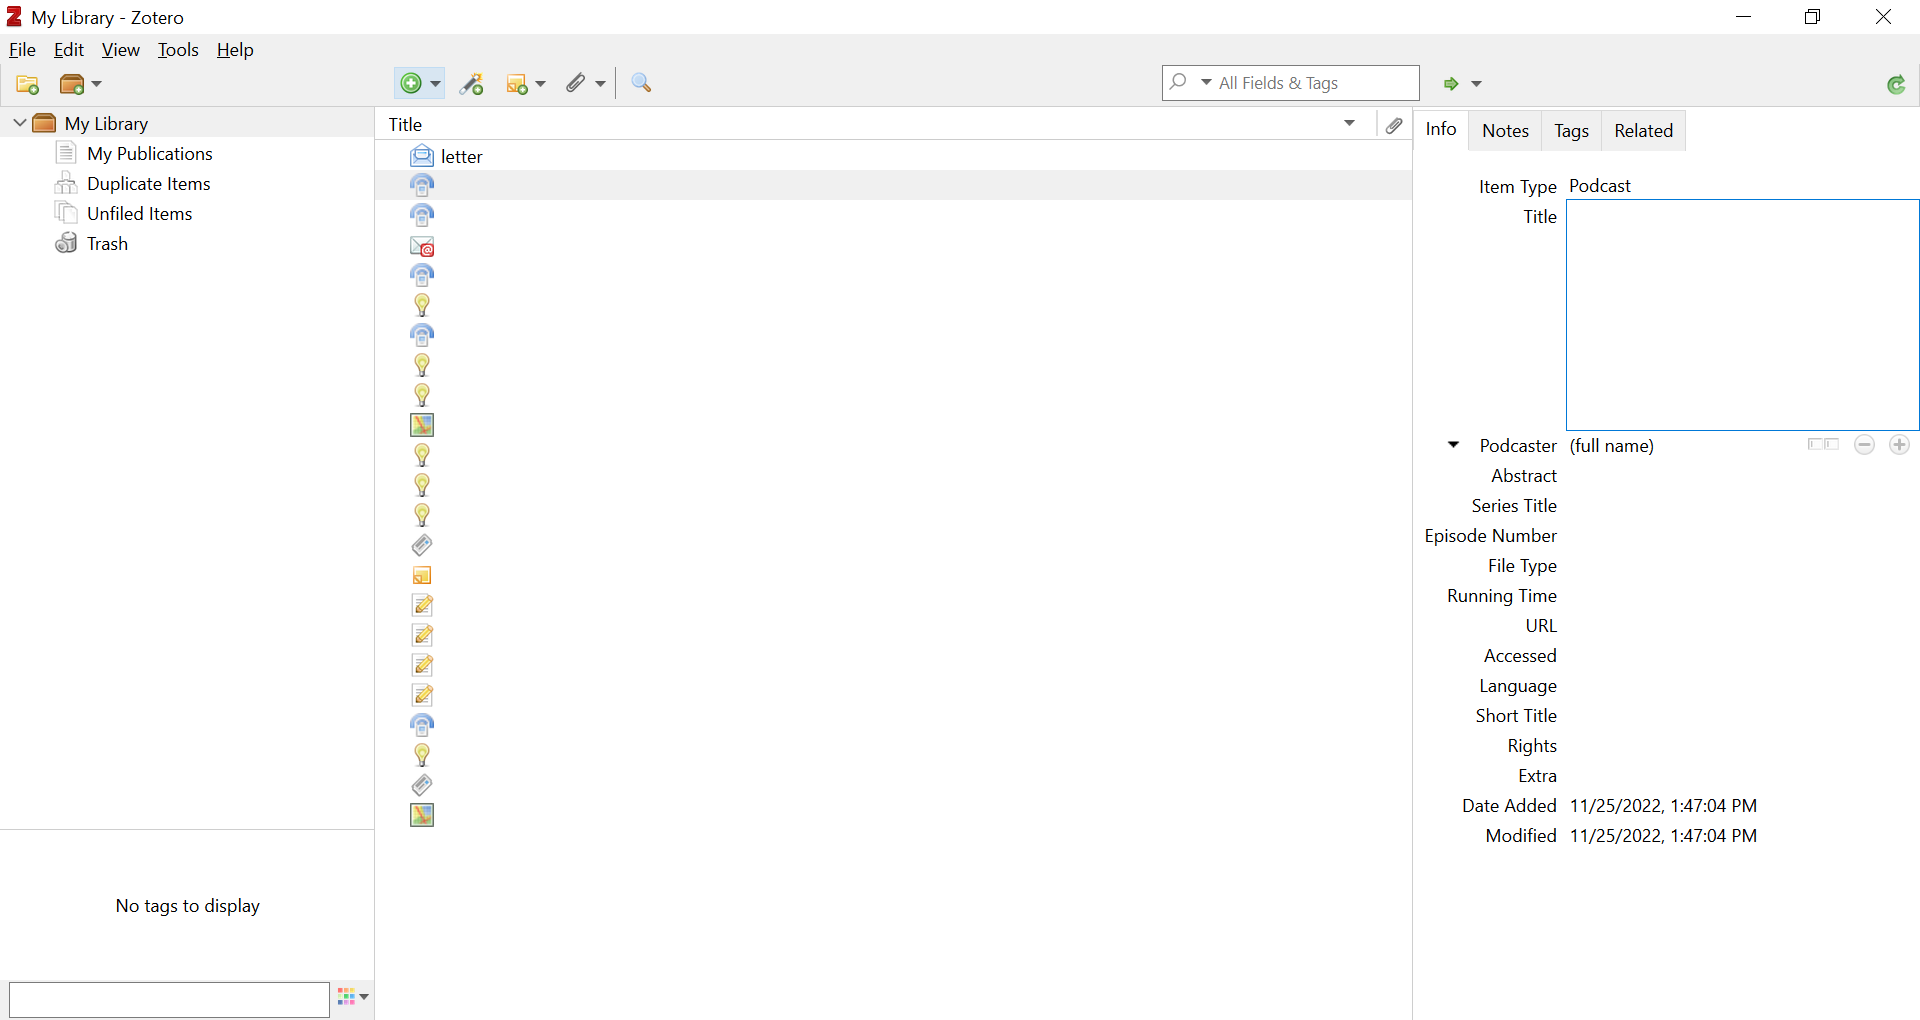 My Library - Zotero
File Edit View Tools Help
All Fields & Tags
My Library
My Publications
Duplicate Items
Unfiled Items
Trash
No tags to display
Title
letter
Info Notes Tags Related
Item Type Podcast
Title
Podcaster (full name)
Abstract
Series Title
Episode Number
File Type
Running Time
URL
Accessed
Language
Short Title
Rights
Extra
Date Added 11/25/2022, 1:47:04 PM
Modified 11/25/2022, 1:47:04 PM